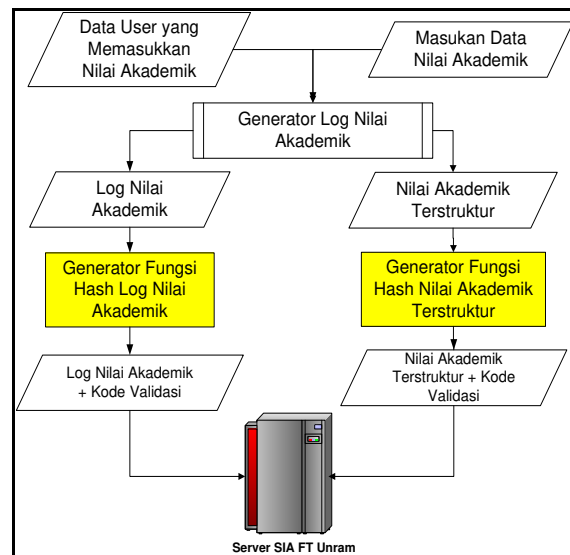 Data User yang
Memasukkan
Nilai Akademik
Masukan Data
Nilai Akademik
Generator Log Nilai
Akademik
Log Nilai
Akademik
Nilai Akademik
Terstruktur
Generator Fungsi
Hash Log Nilai
Akademik
Generator Fungsi
Hash Nilai Akademik
Terstruktur
Log Nilai Akademik
+ Kode Validasi
Nilai Akademik
Terstruktur + Kode
Validasi
Server SIA FT Unram